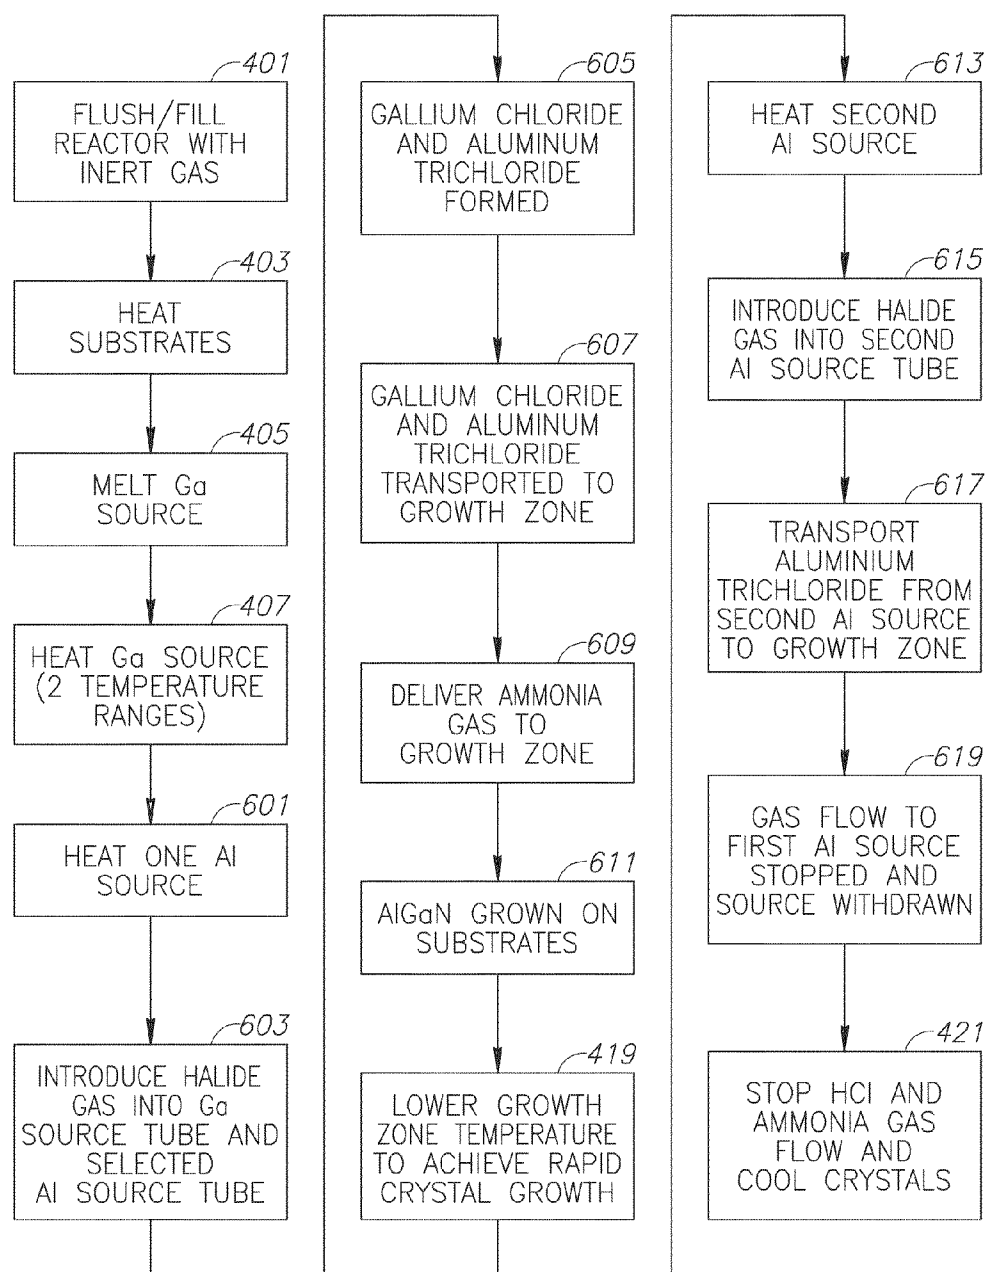 401
FLUSH/FILL
REACTOR WITH
INERT GAS
403
HEAT
SUBSTRATES
405
MELT Ga
SOURCE
407
HEAT Ga SOURCE
(2 TEMPERATURE
RANGES)
601
HEAT ONE Al
SOURCE
603
INTRODUCE HALIDE
GAS INTO Ga
SOURCE TUBE AND
SELECTED
Al SOURCE TUBE
605
GALLIUM CHLORIDE
AND ALUMINUM
TRICHLORIDE
FORMED
607
GALLIUM CHLORIDE
AND ALUMINUM
TRICHLORIDE
TRANSPORTED TO
GROWTH ZONE
609
DELIVER AMMONIA
GAS TO
GROWTH ZONE
611
AlGaN GROWN ON
SUBSTRATES
419
LOWER GROWTH
ZONE TEMPERATURE
TO ACHIEVE RAPID
CRYSTAL GROWTH
613
HEAT SECOND
Al SOURCE
615
INTRODUCE HALIDE
GAS INTO SECOND
Al SOURCE TUBE
617
TRANSPORT
ALUMINIUM
TRICHLORIDE FROM
SECOND Al SOURCE
TO GROWTH ZONE
619
GAS FLOW TO
FIRST Al SOURCE
STOPPED AND
SOURCE WITHDRAWN
421
STOP HCl AND
AMMONIA GAS
FLOW AND
COOL CRYSTALS